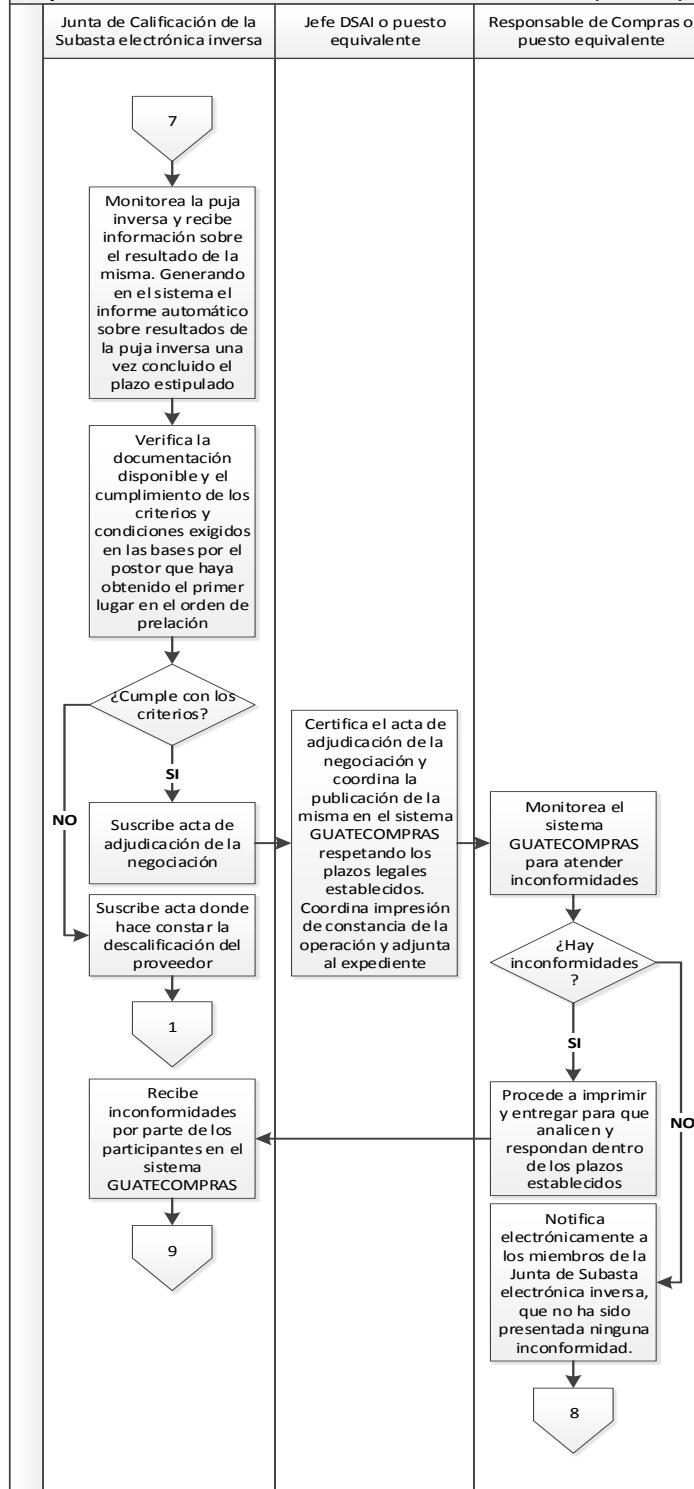 Junta de Calificación de la
Subasta electrónica inversa
Jefe DSAI o puesto
equivalente
Responsable de Compras o
puesto equivalente
7
Monitorea la puja
inversa y recibe
información sobre
el resultado de la
misma. Generando
en el sistema el
informe automático
sobre resultados de
la puja inversa una
vez concluido el
plazo estipulado
Verifica la
documentación
disponible y el
cumplimiento de los
criterios y
condiciones exigidos
en las bases por el
postor que haya
obtenido el primer
lugar en el orden de
prelación
¿Cumple con los
criterios?
SI
NO
Suscribe acta de
adjudicación de la
negociación
Suscribe acta donde
hace constar la
descalificación del
proveedor
1
Certifica el acta de
adjudicación de la
negociación y
coordina la
publicación de la
misma en el sistema
GUATECOMPRAS
respetando los
plazos legales
establecidos.
Coordina impresión
de constancia de la
operación y adjunta
al expediente
Monitorea el
sistema
GUATECOMPRAS
para atender
inconformidades
¿Hay
inconformidades
?
SI
NO
Procede a imprimir
y entregar para que
analicen y
respondan dentro
de los plazos
establecidos
Recibe
inconformidades
por parte de los
participantes en el
sistema
GUATECOMPRAS
9
Notifica
electrónicamente a
los miembros de la
Junta de Subasta
electrónica inversa,
que no ha sido
presentada ninguna
inconformidad.
8